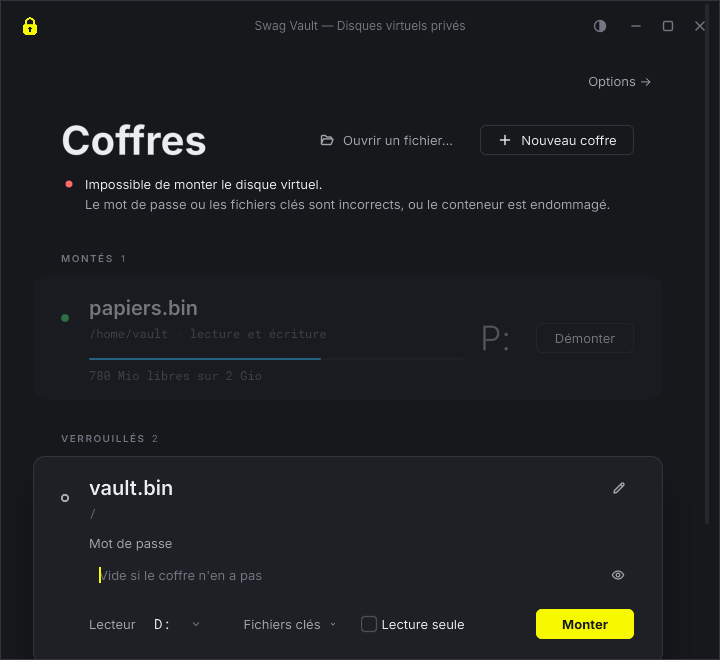 Swag Vault — Disques virtuels privés
Options →
Coffres
Ouvrir un fichier...
+ Nouveau coffre
Impossible de monter le disque virtuel.
Le mot de passe ou les fichiers clés sont incorrects, ou le conteneur est endommagé.
MONTÉS 1
papiers.bin
/home/vault · lecture et écriture
P:
Démonter
780 Mio libres sur 2 Gio
VERROUILLÉS 2
vault.bin
/
Mot de passe
Vide si le coffre n'en a pas
Lecteur D: Fichiers clés Lecture seule Monter